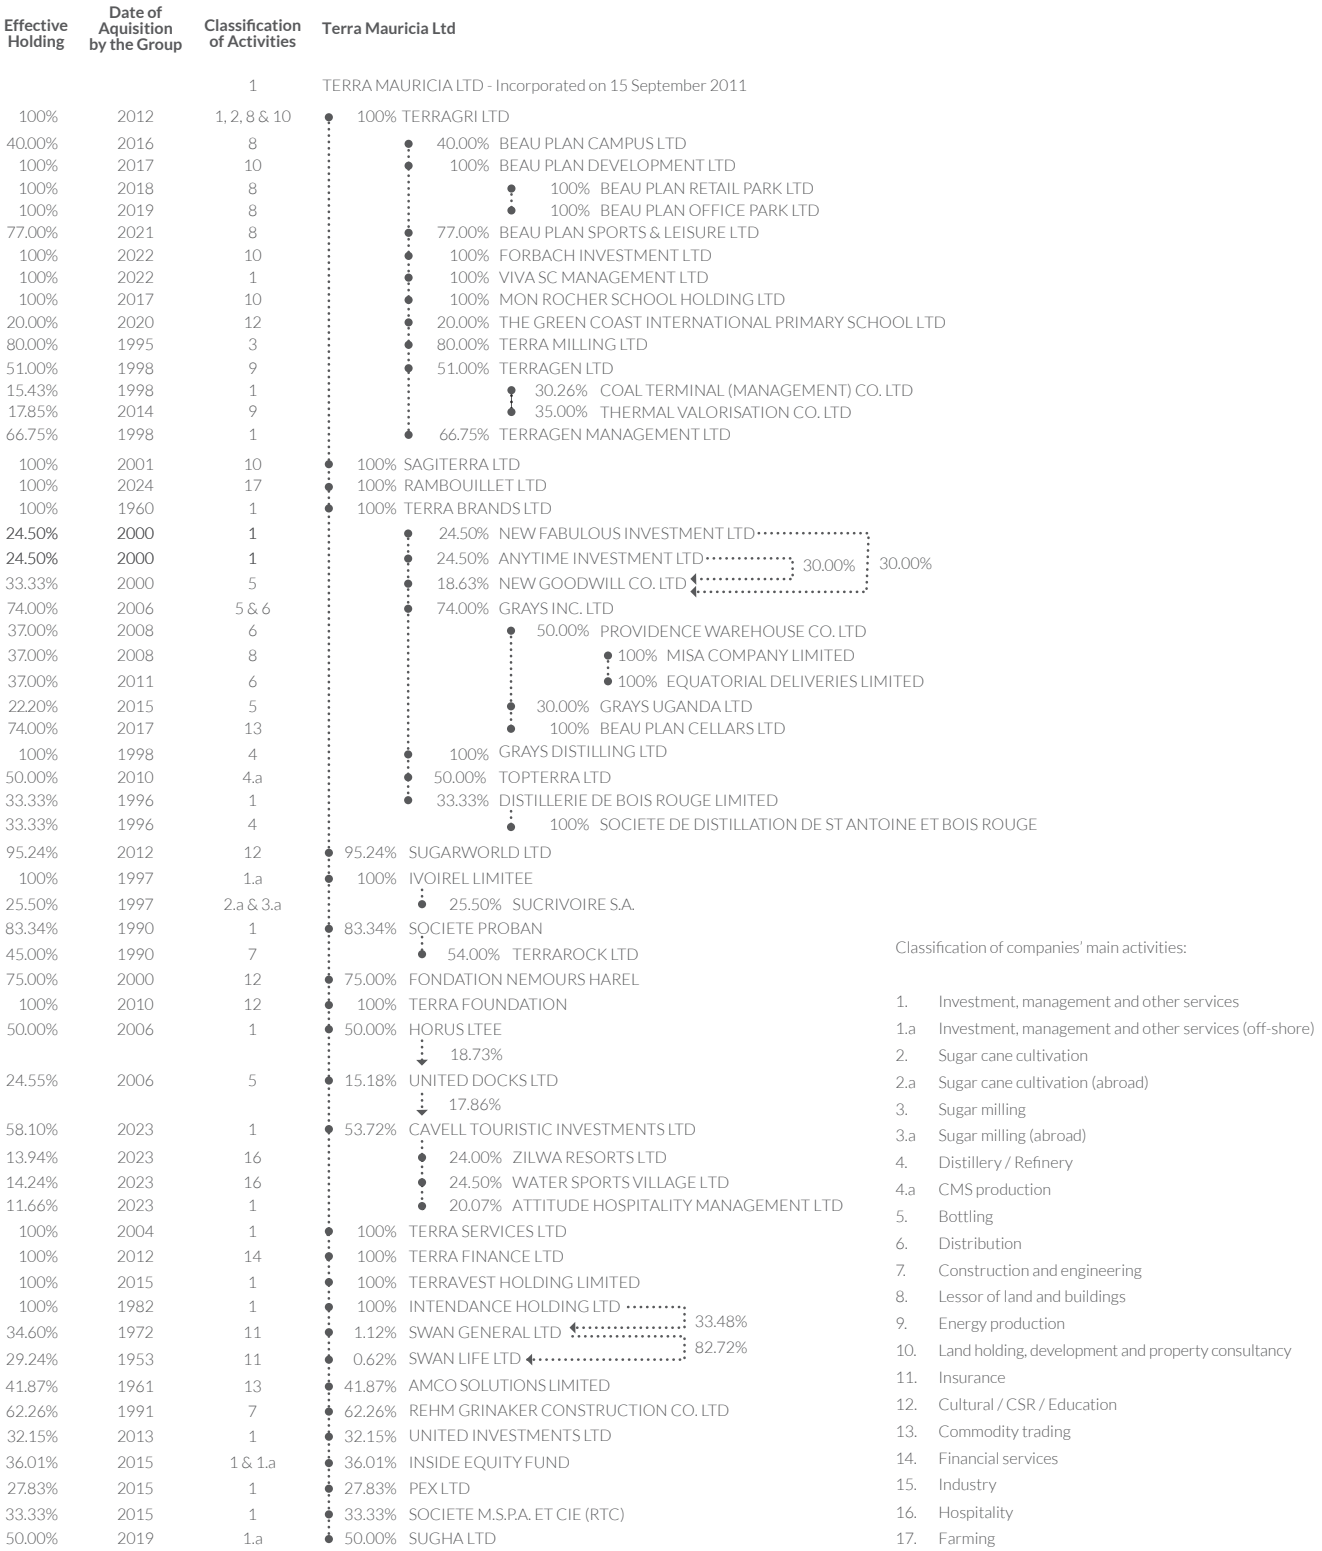 Effective Holding
Date of Aquisition by the Group
Classification of Activities
Terra Mauricia Ltd
1 TERRA MAURICIA LTD - Incorporated on 15 September 2011
100% 2012 1, 2, 8 & 10 100% TERRAGRI LTD
40.00% 2016 8 40.00% BEAU PLAN CAMPUS LTD
100% 2017 10 100% BEAU PLAN DEVELOPMENT LTD
100% 2018 8 100% BEAU PLAN RETAIL PARK LTD
100% 2019 8 100% BEAU PLAN OFFICE PARK LTD
77.00% 2021 8 77.00% BEAU PLAN SPORTS & LEISURE LTD
100% 2022 10 100% FORBACH INVESTMENT LTD
100% 2022 1 100% VIVA SC MANAGEMENT LTD
100% 2017 10 100% MON ROCHER SCHOOL HOLDING LTD
20.00% 2020 12 20.00% THE GREEN COAST INTERNATIONAL PRIMARY SCHOOL LTD
80.00% 1995 3 80.00% TERRA MILLING LTD
51.00% 1998 9 51.00% TERRAGEN LTD
15.43% 1998 1 30.26% COAL TERMINAL (MANAGEMENT) CO. LTD
17.85% 2014 9 35.00% THERMAL VALORISATION CO. LTD
66.75% 1998 1 66.75% TERRAGEN MANAGEMENT LTD
100% 2001 10 100% SAGITERRA LTD
100% 2024 17 100% RAMBOUILLET LTD
100% 1960 1 100% TERRA BRANDS LTD
24.50% 2000 1 24.50% NEW FABULOUS INVESTMENT LTD
24.50% 2000 1 24.50% ANYTIME INVESTMENT LTD
30.00% 30.00%
33.33% 2000 5 18.63% NEW GOODWILL CO. LTD
74.00% 2006 5 & 6 74.00% GRAYS INC. LTD
37.00% 2008 6 50.00% PROVIDENCE WAREHOUSE CO. LTD
37.00% 2008 8 100% MISA COMPANY LIMITED
37.00% 2011 6 100% EQUATORIAL DELIVERIES LIMITED
22.20% 2015 5 30.00% GRAYS UGANDA LTD
74.00% 2017 13 100% BEAU PLAN CELLARS LTD
100% 1998 4 100% GRAYS DISTILLING LTD
50.00% 2010 4.a 50.00% TOPTERRA LTD
33.33% 1996 1 33.33% DISTILLERIE DE BOIS ROUGE LIMITED
33.33% 1996 4 100% SOCIETE DE DISTILLATION DE ST ANTOINE ET BOIS ROUGE
95.24% 2012 12 95.24% SUGARWORLD LTD
100% 1997 1.a 100% IVOIREL LIMITEE
25.50% 1997 2.a & 3.a 25.50% SUCRIVOIRE S.A.
83.34% 1990 1 83.34% SOCIETE PROBAN
45.00% 1990 7 54.00% TERRAROCK LTD
75.00% 2000 12 75.00% FONDATION NEMOURS HAREL
100% 2010 12 100% TERRA FOUNDATION
50.00% 2006 1 50.00% HORUS LTEE
18.73%
24.55% 2006 5 15.18% UNITED DOCKS LTD
17.86%
58.10% 2023 1 53.72% CAVELL TOURISTIC INVESTMENTS LTD
13.94% 2023 16 24.00% ZILWA RESORTS LTD
14.24% 2023 16 24.50% WATER SPORTS VILLAGE LTD
11.66% 2023 1 20.07% ATTITUDE HOSPITALITY MANAGEMENT LTD
100% 2004 1 100% TERRA SERVICES LTD
100% 2012 14 100% TERRA FINANCE LTD
100% 2015 1 100% TERRAVEST HOLDING LIMITED
100% 1982 1 100% INTENDANCE HOLDING LTD
33.48%
34.60% 1972 11 1.12% SWAN GENERAL LTD
82.72%
29.24% 1953 11 0.62% SWAN LIFE LTD
41.87% 1961 13 41.87% AMCO SOLUTIONS LIMITED
62.26% 1991 7 62.26% REHM GRINAKER CONSTRUCTION CO. LTD
32.15% 2013 1 32.15% UNITED INVESTMENTS LTD
36.01% 2015 1 & 1.a 36.01% INSIDE EQUITY FUND
27.83% 2015 1 27.83% PEX LTD
33.33% 2015 1 33.33% SOCIETE M.S.P.A. ET CIE (RTC)
50.00% 2019 1.a 50.00% SUGHA LTD
Classification of companies' main activities:
1. Investment, management and other services
1.a Investment, management and other services (off-shore)
2. Sugar cane cultivation
2.a Sugar cane cultivation (abroad)
3. Sugar milling
3.a Sugar milling (abroad)
4. Distillery / Refinery
4.a CMS production
5. Bottling
6. Distribution
7. Construction and engineering
8. Lessor of land and buildings
9. Energy production
10. Land holding, development and property consultancy
11. Insurance
12. Cultural / CSR / Education
13. Commodity trading
14. Financial services
15. Industry
16. Hospitality
17. Farming